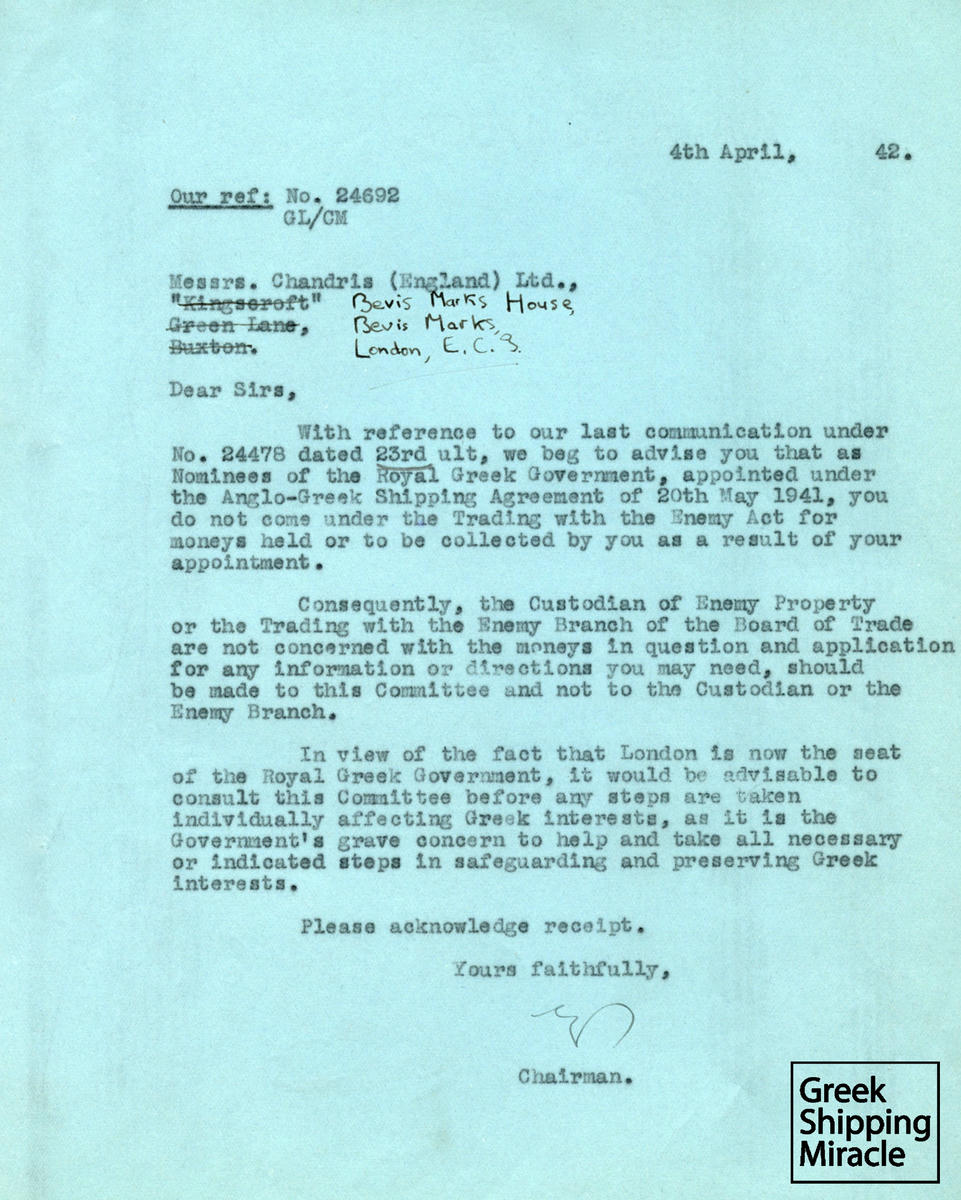 4th April, 42.
Our ref: No. 24692
GL/CM
Messrs. Chandris (England) Ltd.,
"Kingscroft" Bevis Marks House,
Green Lane, Bevis Marks,
Buxton. London, E.C.3.
Dear Sirs,
With reference to our last communication under
No. 24478 dated 23rd ult, we beg to advise you that as
Nominees of the Royal Greek Government, appointed under
the Anglo-Greek Shipping Agreement of 20th May 1941, you
do not come under the Trading with the Enemy Act for
moneys held or to be collected by you as a result of your
appointment.
Consequently, the Custodian of Enemy Property
or the Trading with the Enemy Branch of the Board of Trade
are not concerned with the moneys in question and application
for any information or directions you may need, should
be made to this Committee and not to the Custodian or the
Enemy Branch.
In view of the fact that London is now the seat
of the Royal Greek Government, it would be advisable to
consult this Committee before any steps are taken
individually affecting Greek interests, as it is the
Government's grave concern to help and take all necessary
or indicated steps in safeguarding and preserving Greek
interests.
Please acknowledge receipt.
Yours faithfully,
Chairman.
Greek
Shipping
Miracle